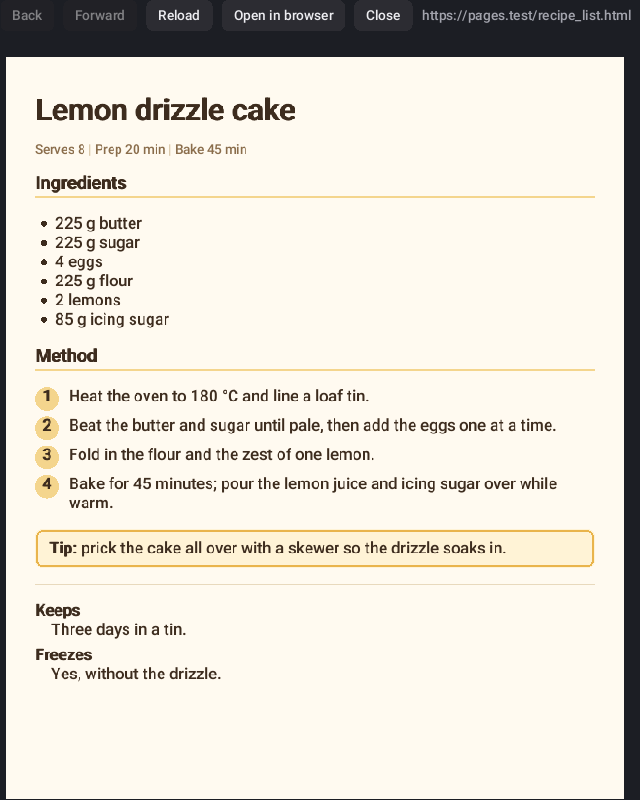 Back Forward Reload Open in browser Close https://pages.test/recipe_list.html
Lemon drizzle cake
Serves 8 | Prep 20 min | Bake 45 min
Ingredients
• 225 g butter
• 225 g sugar
• 4 eggs
• 225 g flour
• 2 lemons
• 85 g icing sugar
Method
1 Heat the oven to 180 °C and line a loaf tin.
2 Beat the butter and sugar until pale, then add the eggs one at a time.
3 Fold in the flour and the zest of one lemon.
4 Bake for 45 minutes; pour the lemon juice and icing sugar over while
warm.
Tip: prick the cake all over with a skewer so the drizzle soaks in.
Keeps
Three days in a tin.
Freezes
Yes, without the drizzle.